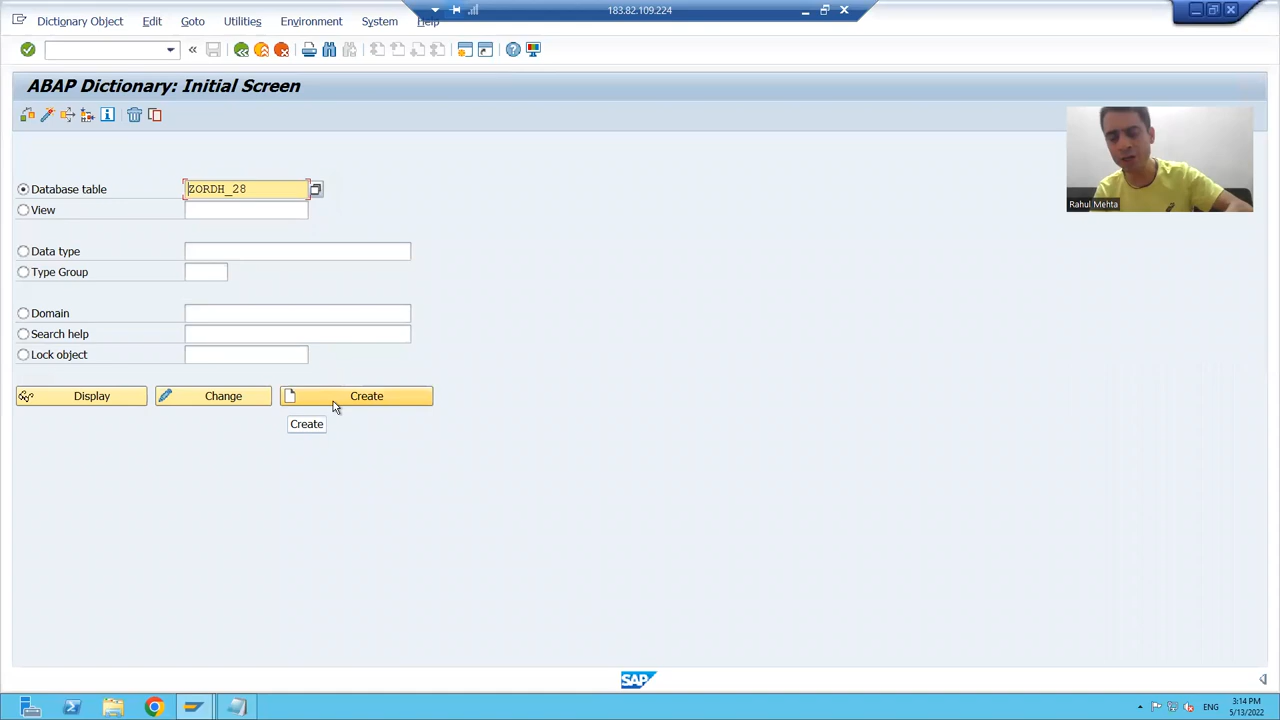 183.82.109.224
Dictionary Object Edit Goto Utilities Environment System Help
ABAP Dictionary: Initial Screen
Database table ZORDH_28
View
Rahul Mehta
Data type
Type Group
Domain
Search help
Lock object
Display Change Create
Create
SAP
ENG
3:14 PM
5/13/2022